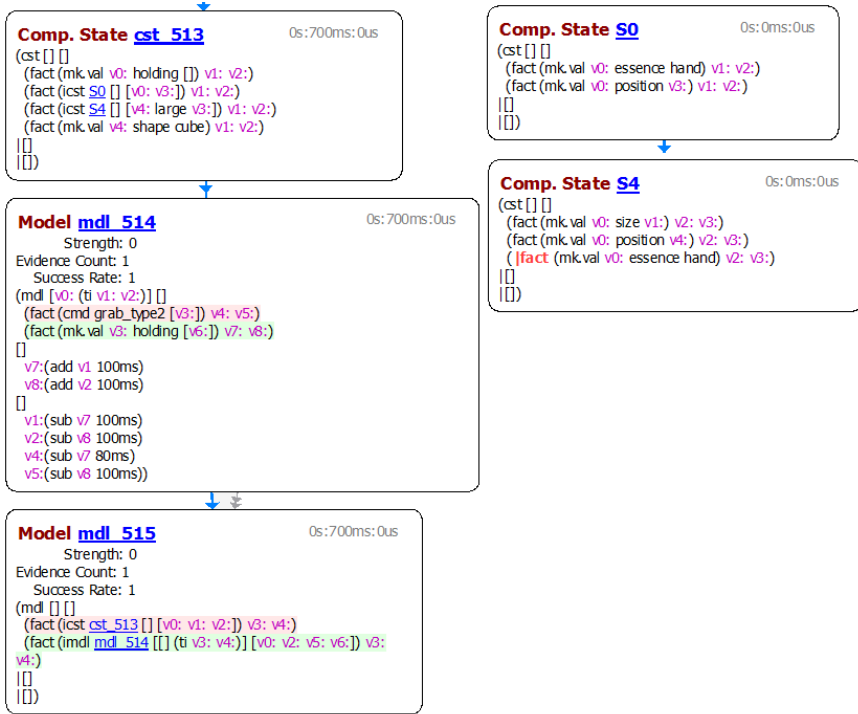 Comp. State cst_513 0s:700ms:0us
(cst [] []
(fact (mk.val v0: holding []) v1: v2:)
(fact (icst S0 [] [v0: v3:]) v1: v2:)
(fact (icst S4 [] [v4: large v3:]) v1: v2:)
(fact (mk.val v4: shape cube) v1: v2:)
|[]
|[])
Model mdl_514 0s:700ms:0us
Strength: 0
Evidence Count: 1
Success Rate: 1
(mdl [v0: (ti v1: v2:)] []
(fact (cmd grab_type2 [v3:]) v4: v5:)
(fact (mk.val v3: holding [v6:]) v7: v8:)
[]
v7:(add v1 100ms)
v8:(add v2 100ms)
[]
v1:(sub v7 100ms)
v2:(sub v8 100ms)
v4:(sub v7 80ms)
v5:(sub v8 100ms))
Model mdl_515 0s:700ms:0us
Strength: 0
Evidence Count: 1
Success Rate: 1
(mdl [] []
(fact (icst cst_513 [] [v0: v1: v2:]) v3: v4:)
(fact (imdl mdl_514 [[] (ti v3: v4:)] [v0: v2: v5: v6:]) v3:
v4:)
|[]
|[])
Comp. State S0 0s:0ms:0us
(cst [] []
(fact (mk.val v0: essence hand) v1: v2:)
(fact (mk.val v0: position v3:) v1: v2:)
|[]
|[])
Comp. State S4 0s:0ms:0us
(cst [] []
(fact (mk.val v0: size v1:) v2: v3:)
(fact (mk.val v0: position v4:) v2: v3:)
(|fact (mk.val v0: essence hand) v2: v3:)
|[]
|[])